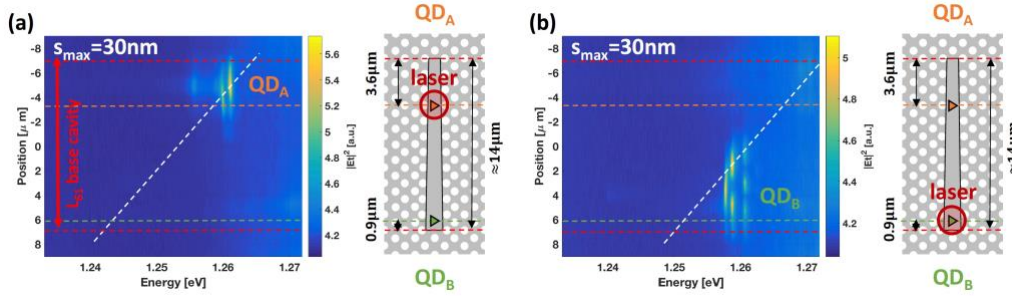 (a)
s_max=30nm
-8
-6
-4
-2
0
2
4
6
8
Position [μ m]
L_61 base cavity
QD_A
1.24
1.25
1.26
1.27
Energy [eV]
5.6
5.4
5.2
5
4.8
4.6
4.4
4.2
|Et|² [a.u.]
QD_A
3.6μm
laser
≈14μm
0.9μm
QD_B
(b)
s_max=30nm
-8
-6
-4
-2
0
2
4
6
8
Position [μ m]
QD_B
1.24
1.25
1.26
1.27
Energy [eV]
5
4.8
4.6
4.4
4.2
|Et|² [a.u.]
QD_A
3.6μm
≈14μm
laser
0.9μm
QD_B